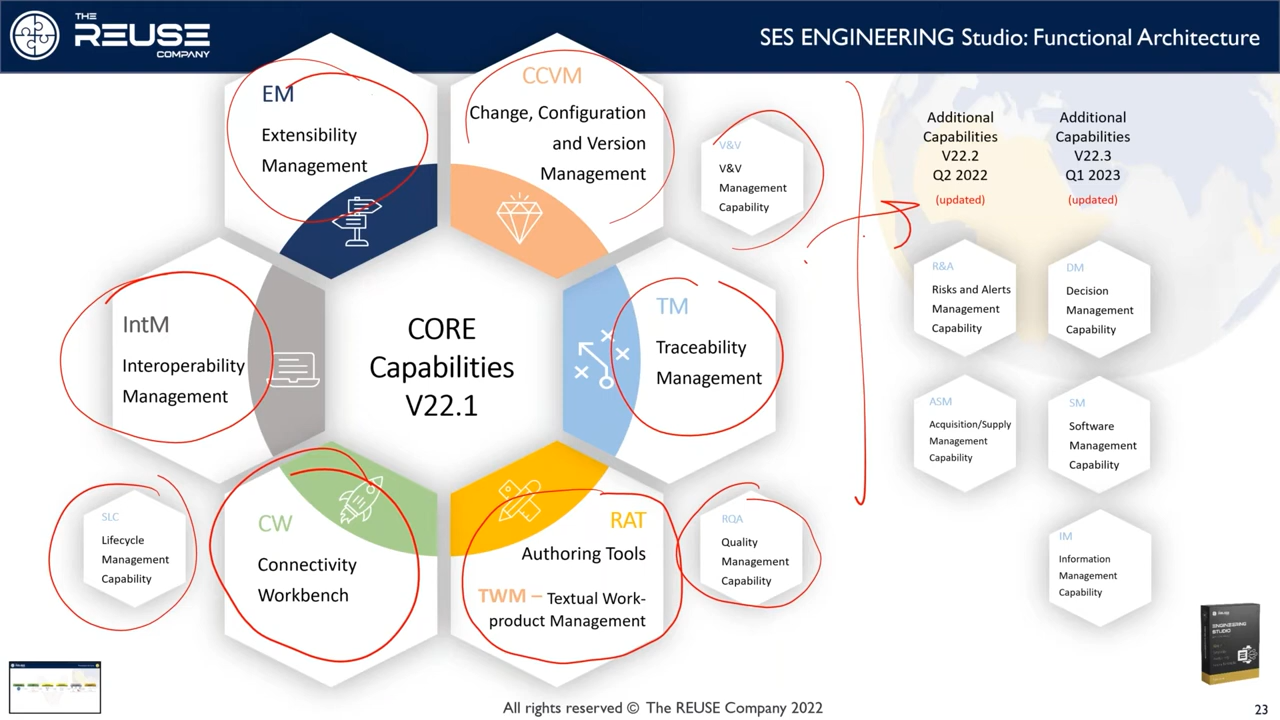 THE
REUSE
COMPANY
SES ENGINEERING Studio: Functional Architecture
EM
Extensibility
Management
CCVM
Change, Configuration
and Version
Management
V&V
V&V
Management
Capability
IntM
Interoperability
Management
CORE
Capabilities
V22.1
TM
Traceability
Management
SLC
Lifecycle
Management
Capability
CW
Connectivity
Workbench
RAT
Authoring Tools
TWM – Textual Work-
product Management
RQA
Quality
Management
Capability
Additional
Capabilities
V22.2
Q2 2022
(updated)
Additional
Capabilities
V22.3
Q1 2023
(updated)
R&A
Risks and Alerts
Management
Capability
DM
Decision
Management
Capability
ASM
Acquisition/Supply
Management
Capability
SM
Software
Management
Capability
IM
Information
Management
Capability
ENGINEERING
STUDIO
All rights reserved © The REUSE Company 2022
23